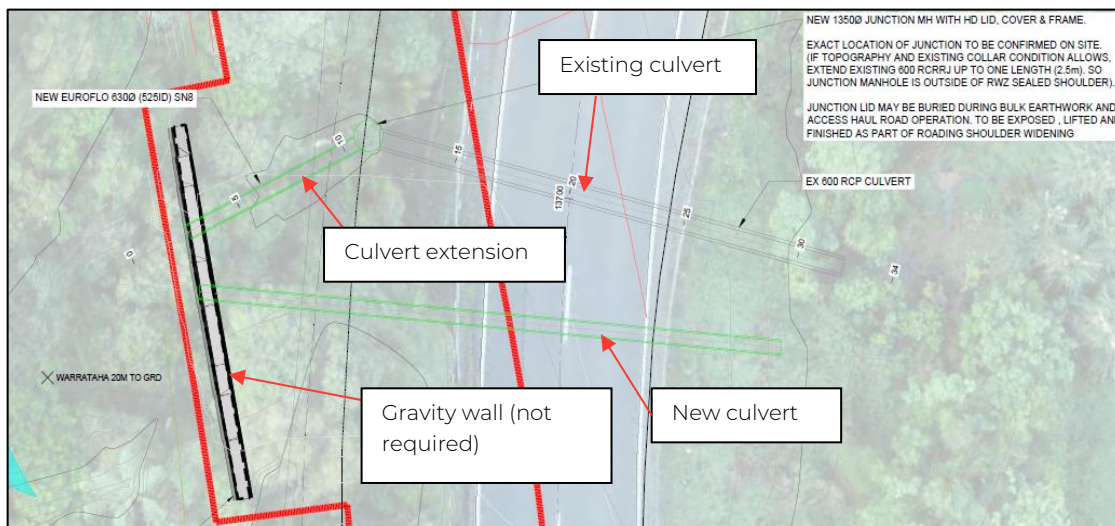 NEW 1350Ø JUNCTION MH WITH HD LID, COVER & FRAME.
EXACT LOCATION OF JUNCTION TO BE CONFIRMED ON SITE.
(IF TOPOGRAPHY AND EXISTING COLLAR CONDITION ALLOWS,
EXTEND EXISTING 600 RCRRJ UP TO ONE LENGTH (2.5m). SO
JUNCTION MANHOLE IS OUTSIDE OF RWZ SEALED SHOULDER).
JUNCTION LID MAY BE BURIED DURING BULK EARTHWORK AND
ACCESS HAUL ROAD OPERATION. TO BE EXPOSED , LIFTED AND
FINISHED AS PART OF ROADING SHOULDER WIDENING
Existing culvert
NEW EUROFLO 630Ø (525ID) SN8
10
15
20
13700
EX 600 RCP CULVERT
5
25
30
34
0
Culvert extension
WARRATAHA 20M TO GRD
Gravity wall (not
required)
New culvert